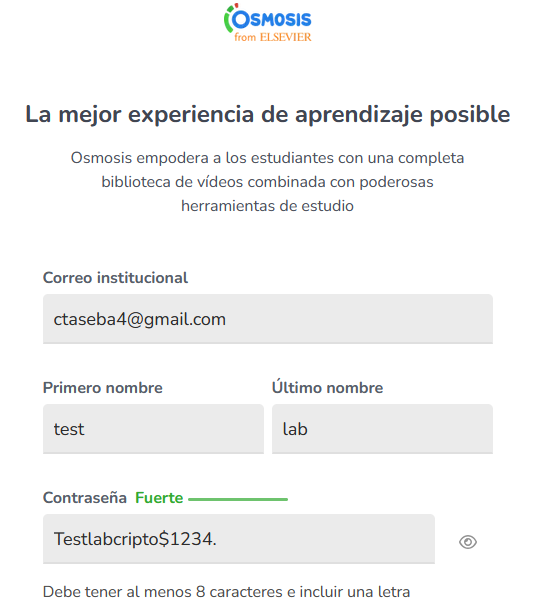 OSMOSIS
from ELSEVIER
La mejor experiencia de aprendizaje posible
Osmosis empodera a los estudiantes con una completa
biblioteca de vídeos combinada con poderosas
herramientas de estudio
Correo institucional
ctaseba4@gmail.com
Primero nombre Último nombre
test lab
Contraseña Fuerte
Testlabcripto$1234.
Debe tener al menos 8 caracteres e incluir una letra